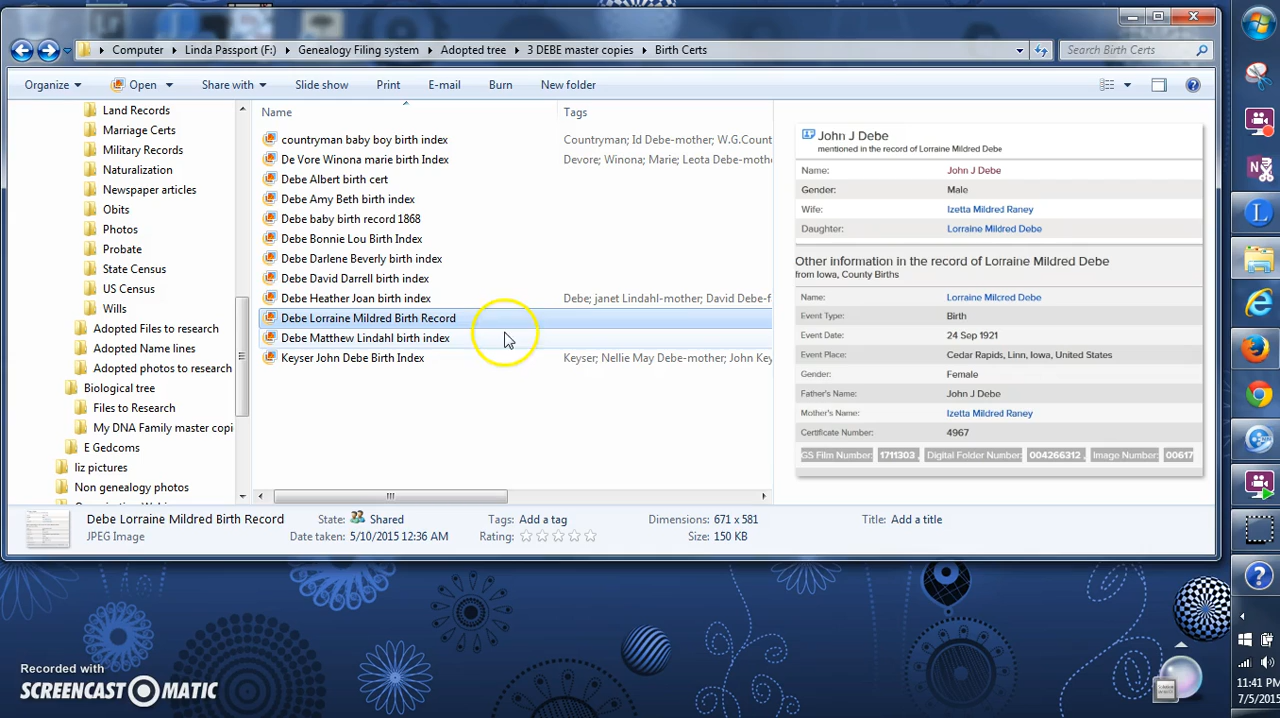 Computer ▸ Linda Passport (F:) ▸ Genealogy Filing system ▸ Adopted tree ▸ 3 DEBE master copies ▸ Birth Certs
Search Birth Certs
Organize Open Share with Slide show Print E-mail Burn New folder
Land Records
Marriage Certs
Military Records
Naturalization
Newspaper articles
Obits
Photos
Probate
State Census
US Census
Wills
Adopted Files to research
Adopted Name lines
Adopted photos to research
Biological tree
Files to Research
My DNA Family master copi
E Gedcoms
liz pictures
Non genealogy photos
Name Tags
countryman baby boy birth index Countryman; Id Debe-mother; W.G.Count
De Vore Winona marie birth Index Devore; Winona; Marie; Leota Debe-mothe
Debe Albert birth cert
Debe Amy Beth birth index
Debe baby birth record 1868
Debe Bonnie Lou Birth Index
Debe Darlene Beverly birth index
Debe David Darrell birth index
Debe Heather Joan birth index Debe; janet Lindahl-mother; David Debe-f
Debe Lorraine Mildred Birth Record
Debe Matthew Lindahl birth index
Keyser John Debe Birth Index Keyser; Nellie May Debe-mother; John Key
John J Debe
mentioned in the record of Lorraine Mildred Debe
Name: John J Debe
Gender: Male
Wife: Izetta Mildred Raney
Daughter: Lorraine Mildred Debe
Other information in the record of Lorraine Mildred Debe
from Iowa, County Births
Name: Lorraine Mildred Debe
Event Type: Birth
Event Date: 24 Sep 1921
Event Place: Cedar Rapids, Linn, Iowa, United States
Gender: Female
Father's Name: John J Debe
Mother's Name: Izetta Mildred Raney
Certificate Number: 4967
GS Film Number: 1711303 , Digital Folder Number: 004266312 , Image Number: 00617
Debe Lorraine Mildred Birth Record State: Shared Tags: Add a tag Dimensions: 671 x 581 Title: Add a title
JPEG Image Date taken: 5/10/2015 12:36 AM Rating: Size: 150 KB
Recorded with
SCREENCAST-O-MATIC
11:41 PM
7/5/2015